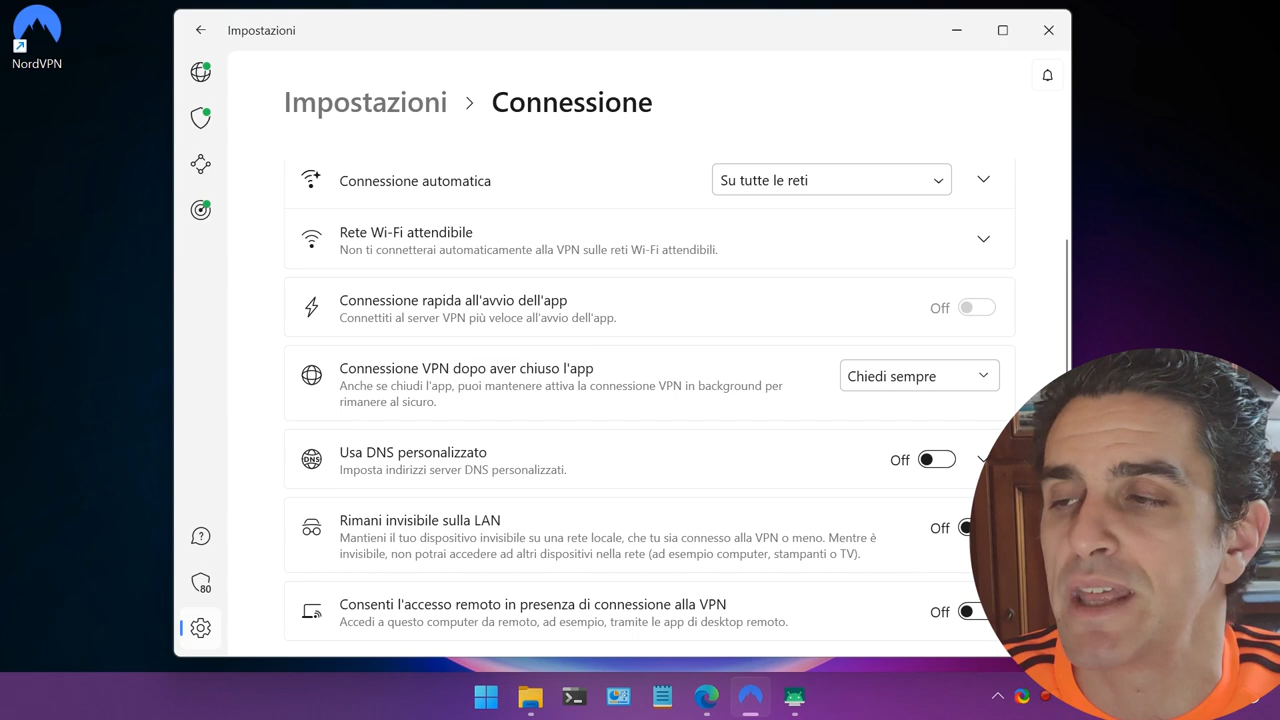 Impostazioni
NordVPN
Impostazioni > Connessione
Connessione automatica
Su tutte le reti
Rete Wi-Fi attendibile
Non ti connetterai automaticamente alla VPN sulle reti Wi-Fi attendibili.
Connessione rapida all'avvio dell'app
Off
Connettiti al server VPN più veloce all'avvio dell'app.
Connessione VPN dopo aver chiuso l'app
Chiedi sempre
Anche se chiudi l'app, puoi mantenere attiva la connessione VPN in background per
rimanere al sicuro.
DNS
Usa DNS personalizzato
Off
Imposta indirizzi server DNS personalizzati.
Rimani invisibile sulla LAN
Off
Mantieni il tuo dispositivo invisibile su una rete locale, che tu sia connesso alla VPN o meno. Mentre è
invisibile, non potrai accedere ad altri dispositivi nella rete (ad esempio computer, stampanti o TV).
80
Consenti l'accesso remoto in presenza di connessione alla VPN
Off
Accedi a questo computer da remoto, ad esempio, tramite le app di desktop remoto.